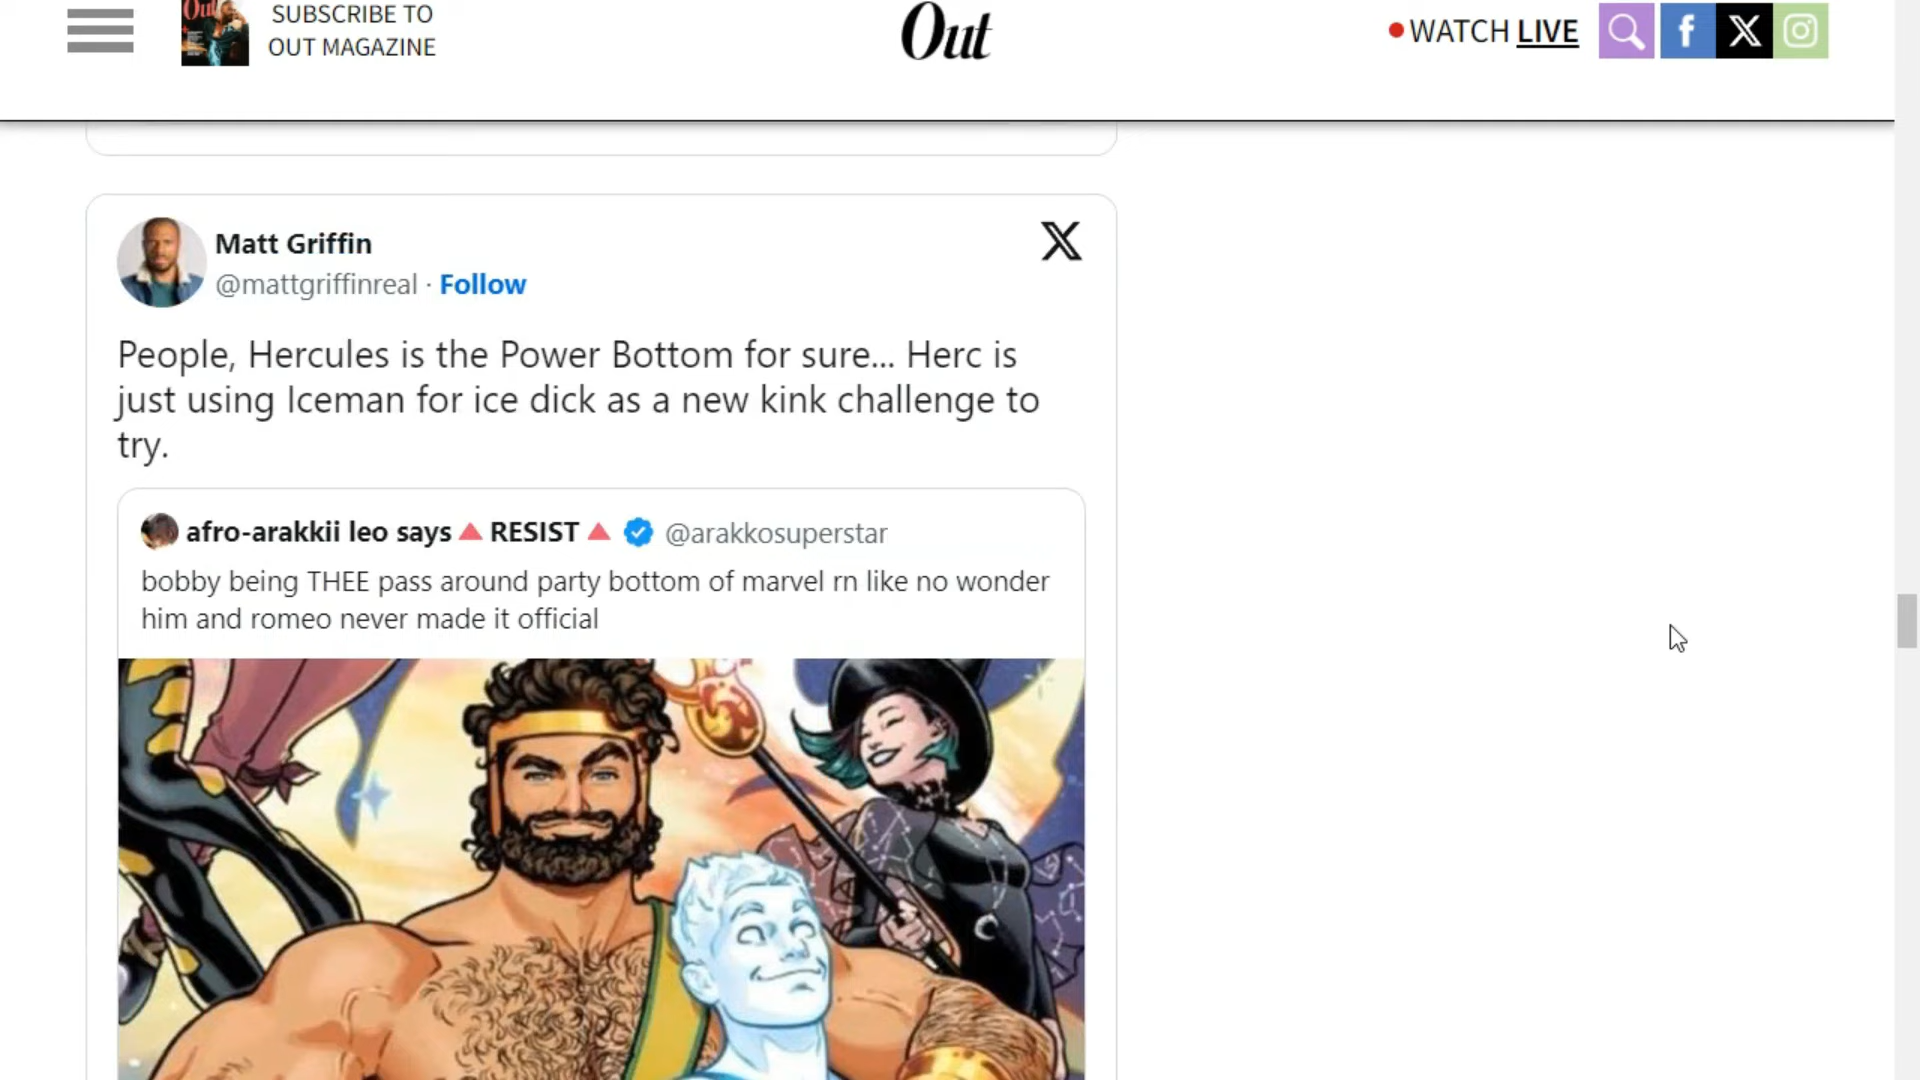 SUBSCRIBE TO
OUT MAGAZINE
Out
WATCH LIVE
Matt Griffin
@mattgriffinreal · Follow
People, Hercules is the Power Bottom for sure... Herc is
just using Iceman for ice dick as a new kink challenge to
try.
afro-arakkii leo says 🔺 RESIST 🔺 @arakkosuperstar
bobby being THEE pass around party bottom of marvel rn like no wonder
him and romeo never made it official